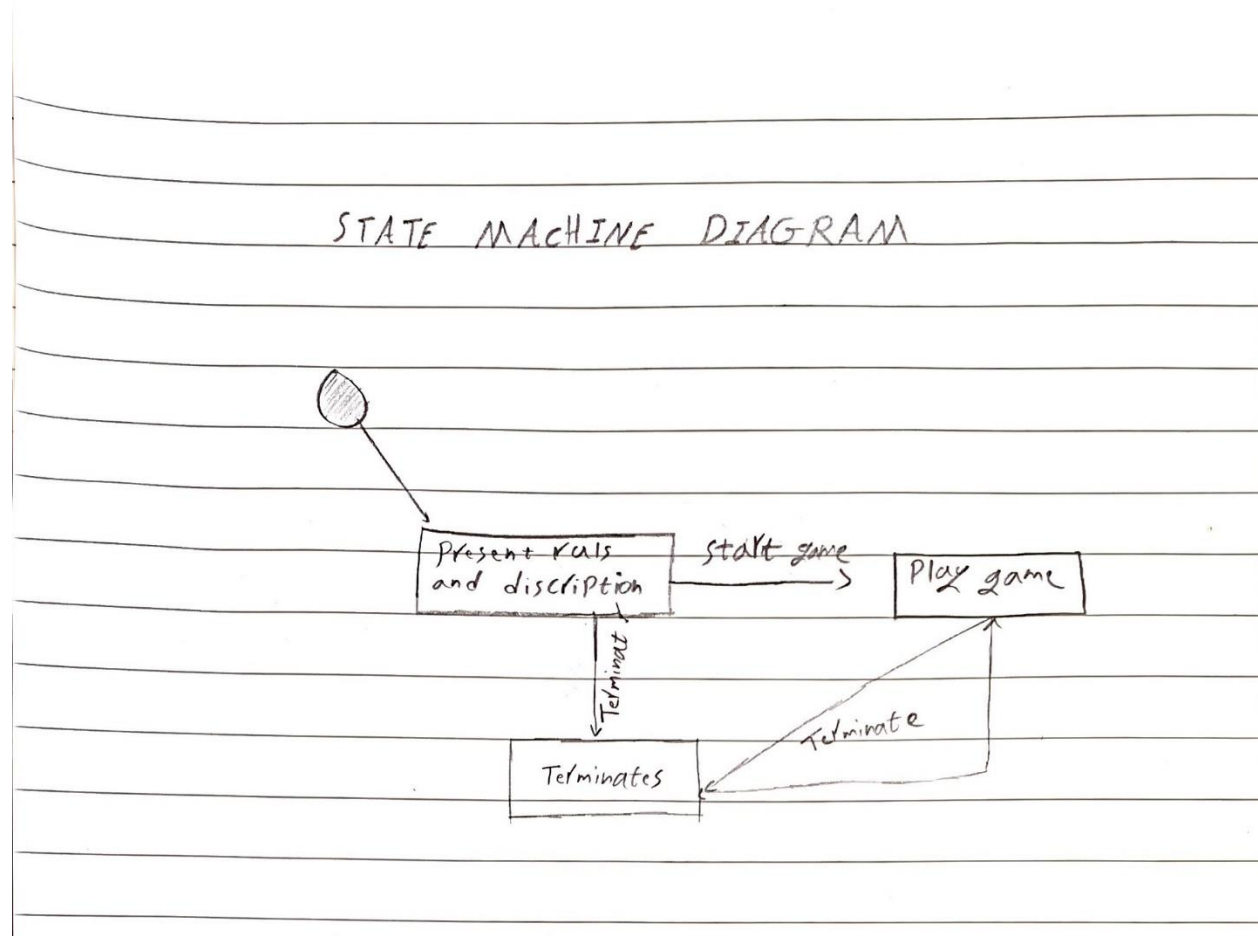 STATE MACHINE DIAGRAM
Present ruls
and discription
start game
Play game
Terminat
Terminate
Terminates